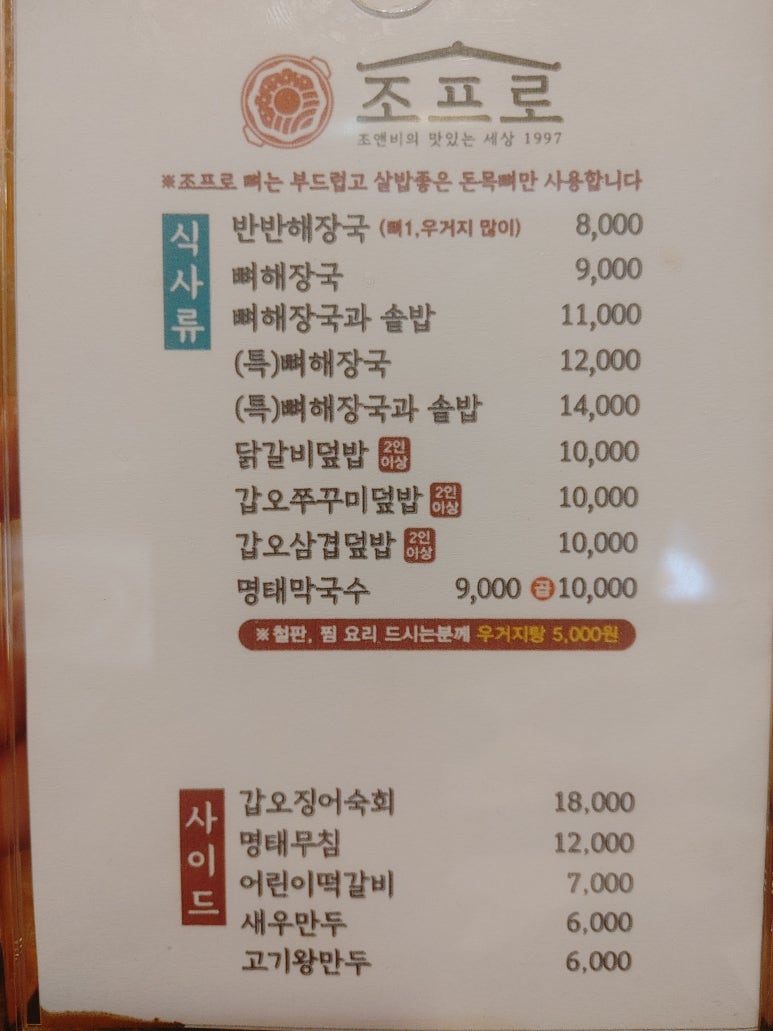 조프로
조앤비의 맛있는 세상 1997
※조프로 뼈는 부드럽고 살밥좋은 돈목뼈만 사용합니다
식사류
반반해장국 (뼈1,우거지 많이) 8,000
뼈해장국 9,000
뼈해장국과 솥밥 11,000
(특)뼈해장국 12,000
(특)뼈해장국과 솥밥 14,000
닭갈비덮밥 2인 이상 10,000
갑오쭈꾸미덮밥 2인 이상 10,000
갑오삼겹덮밥 2인 이상 10,000
명태막국수 9,000 곱 10,000
※철판, 찜 요리 드시는분께 우거지탕 5,000원
사이드
갑오징어숙회 18,000
명태무침 12,000
어린이떡갈비 7,000
새우만두 6,000
고기왕만두 6,000